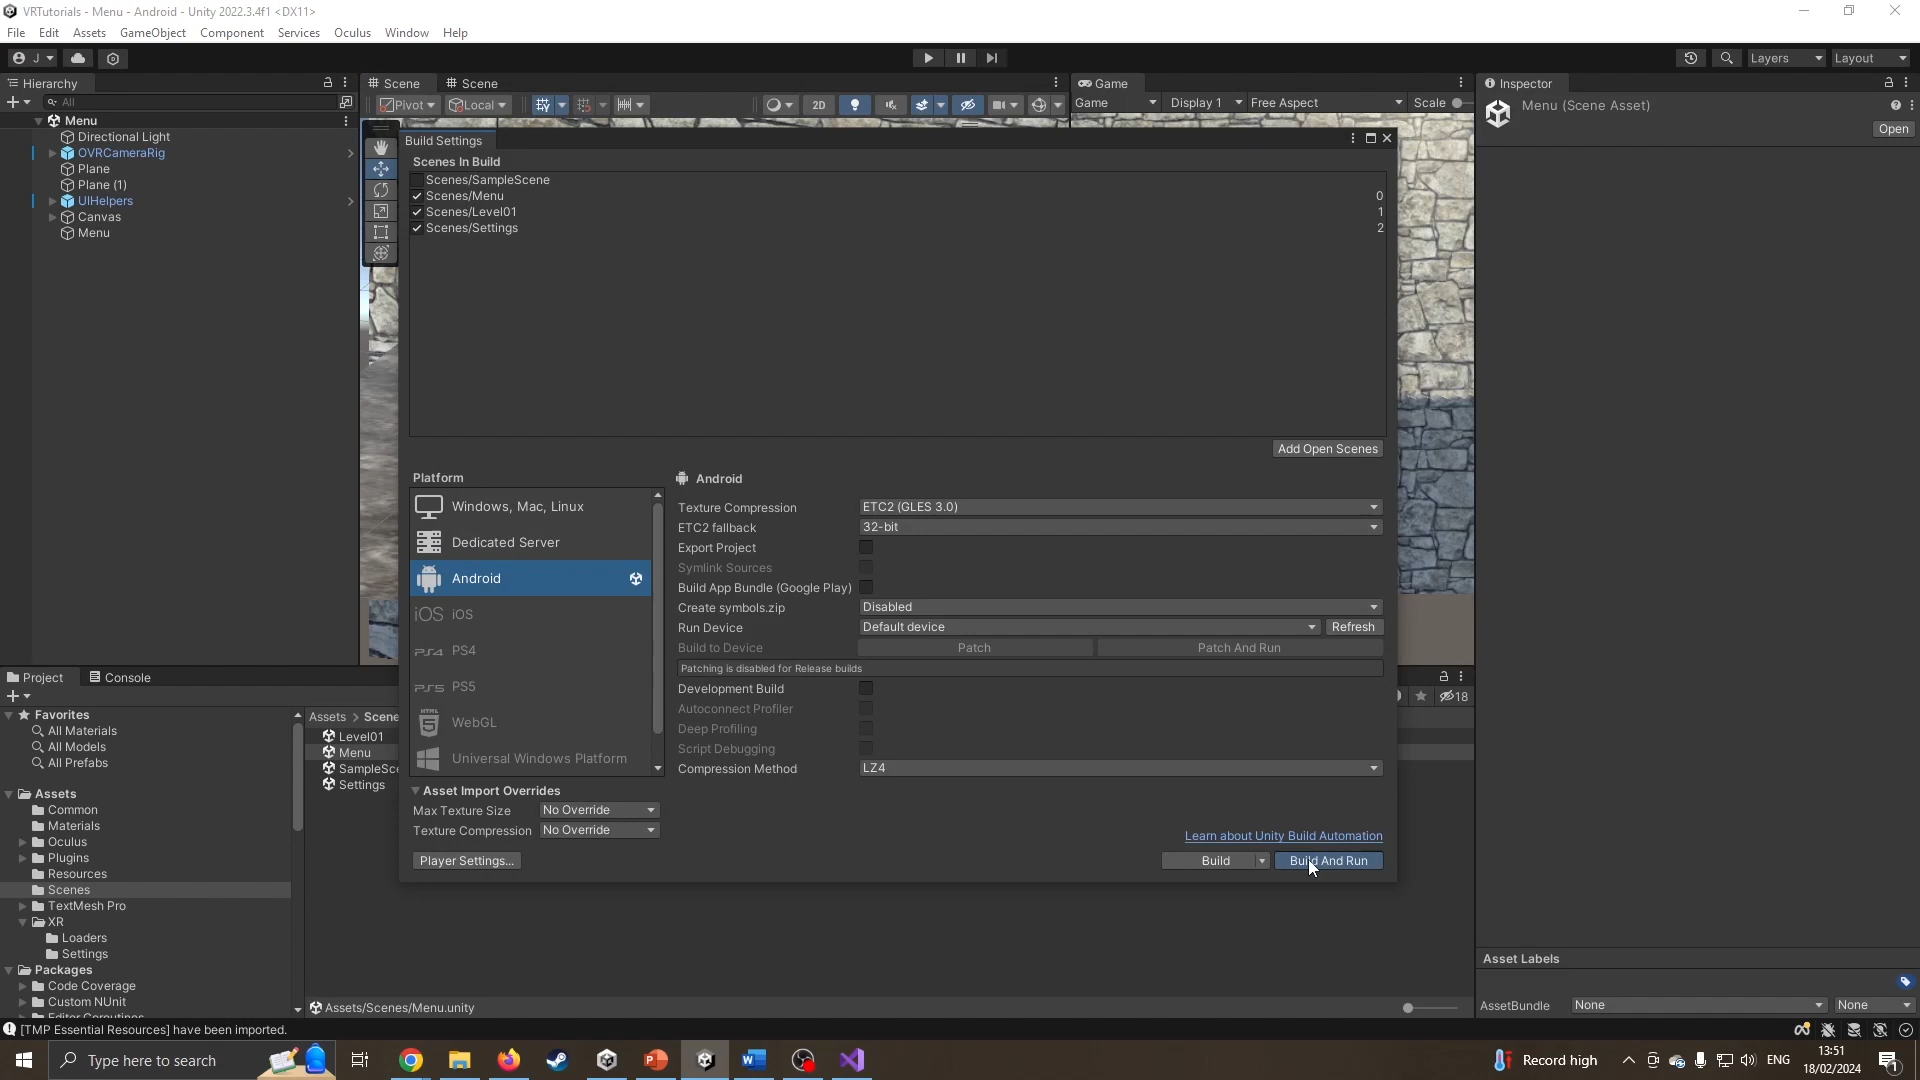 VRTutorials - Menu - Android - Unity 2022.3.4f1 <DX11>
File Edit Assets GameObject Component Services Oculus Window Help
J Layers Layout
Hierarchy
All
Menu
Directional Light
OVRCameraRig
Plane
Plane (1)
UIHelpers
Canvas
Menu
Scene Scene
Pivot Local 2D
Game
Game Display 1 Free Aspect Scale
Inspector
Menu (Scene Asset)
Open
Build Settings
Scenes In Build
Scenes/SampleScene
Scenes/Menu 0
Scenes/Level01 1
Scenes/Settings 2
Add Open Scenes
Platform
Windows, Mac, Linux
Dedicated Server
Android
iOS iOS
PS4 PS4
PS5 PS5
HTML 5 WebGL
Universal Windows Platform
Android
Texture Compression ETC2 (GLES 3.0)
ETC2 fallback 32-bit
Export Project
Symlink Sources
Build App Bundle (Google Play)
Create symbols.zip Disabled
Run Device Default device Refresh
Build to Device Patch Patch And Run
Patching is disabled for Release builds
Development Build
Autoconnect Profiler
Deep Profiling
Script Debugging
Compression Method LZ4
Asset Import Overrides
Max Texture Size No Override
Texture Compression No Override
Learn about Unity Build Automation
Player Settings... Build Build And Run
Project Console
18
Favorites
All Materials
All Models
All Prefabs
Assets
Common
Materials
Oculus
Plugins
Resources
Scenes
TextMesh Pro
XR
Loaders
Settings
Packages
Code Coverage
Custom NUnit
Editor Coroutines
Assets > Scene
Level01
Menu
SampleSce
Settings
Assets/Scenes/Menu.unity
Asset Labels
AssetBundle None None
[TMP Essential Resources] have been imported.
Type here to search
Record high ENG 13:51
18/02/2024
1